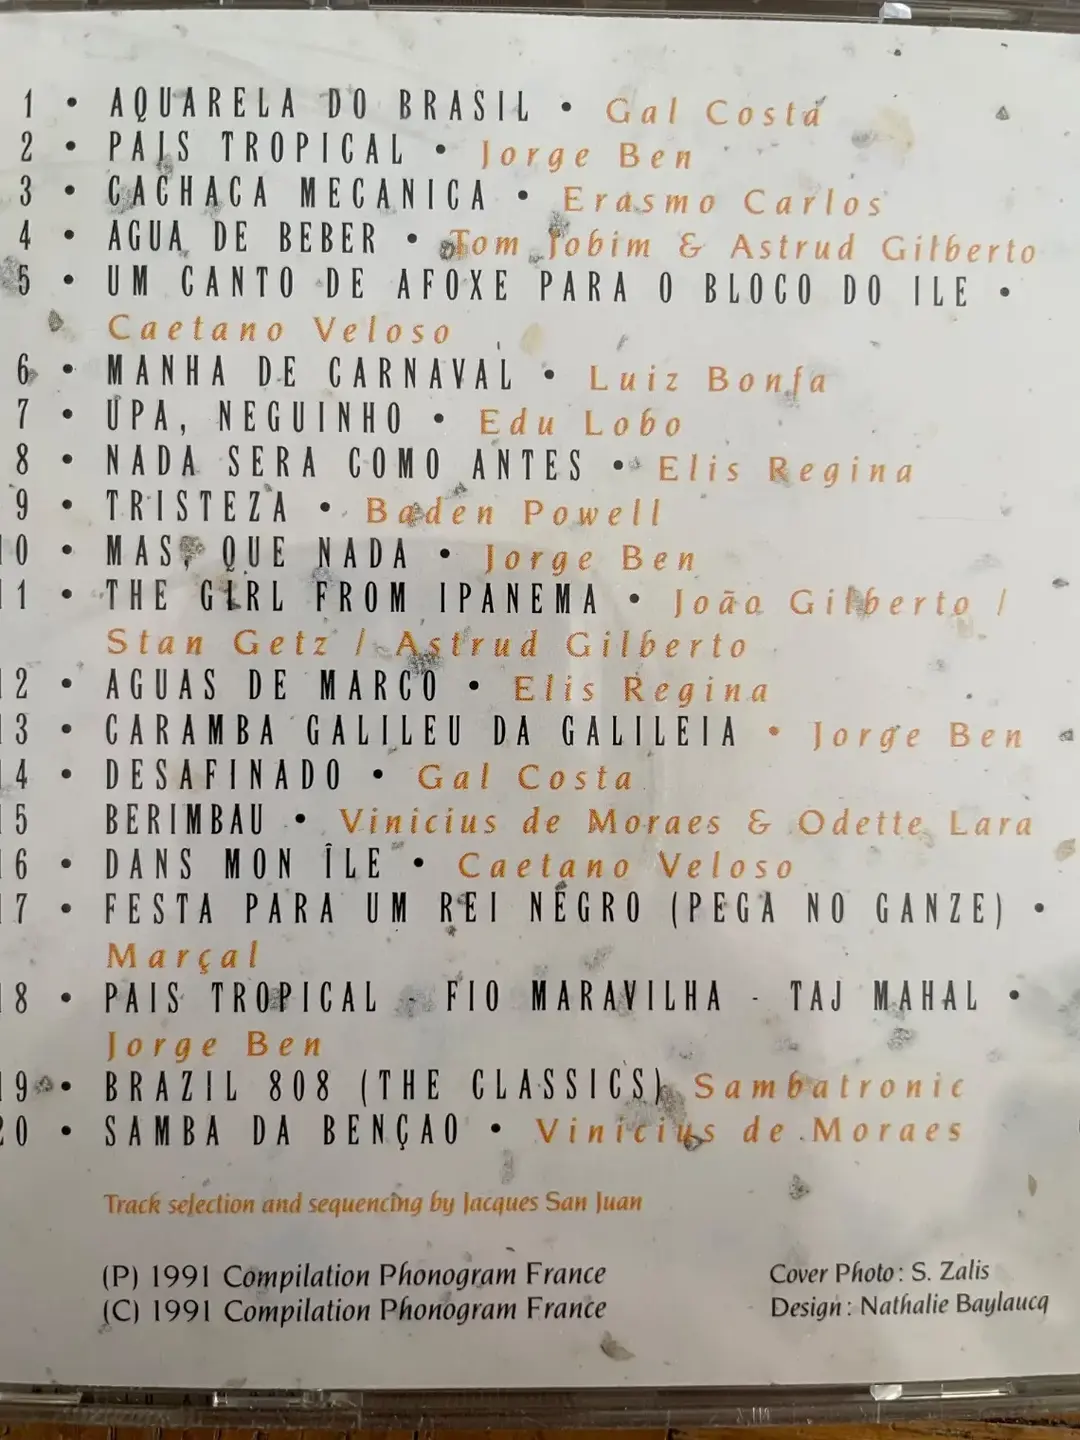 1 • AQUARELA DO BRASIL • Gal Costa
2 • PAIS TROPICAL • Jorge Ben
3 • CACHACA MECANICA • Erasmo Carlos
4 • AGUA DE BEBER • Tom Jobim & Astrud Gilberto
5 • UM CANTO DE AFOXE PARA O BLOCO DO ILE •
Caetano Veloso
6 • MANHA DE CARNAVAL • Luiz Bonfa
7 • UPA, NEGUINHO • Edu Lobo
8 • NADA SERA COMO ANTES • Elis Regina
9 • TRISTEZA • Baden Powell
10 • MAS, QUE NADA • Jorge Ben
11 • THE GIRL FROM IPANEMA • João Gilberto /
Stan Getz / Astrud Gilberto
12 • AGUAS DE MARCO • Elis Regina
13 • CARAMBA GALILEU DA GALILEIA • Jorge Ben
14 • DESAFINADO • Gal Costa
15 BERIMBAU • Vinicius de Moraes & Odette Lara
16 • DANS MON ÎLE • Caetano Veloso
17 • FESTA PARA UM REI NEGRO (PEGA NO GANZE) •
Marçal
18 • PAIS TROPICAL - FIO MARAVILHA - TAJ MAHAL •
Jorge Ben
19 • BRAZIL 808 (THE CLASSICS) Sambatronic
20 • SAMBA DA BENÇAO • Vinicius de Moraes
Track selection and sequencing by Jacques San Juan
(P) 1991 Compilation Phonogram France
(C) 1991 Compilation Phonogram France
Cover Photo : S. Zalis
Design : Nathalie Baylaucq